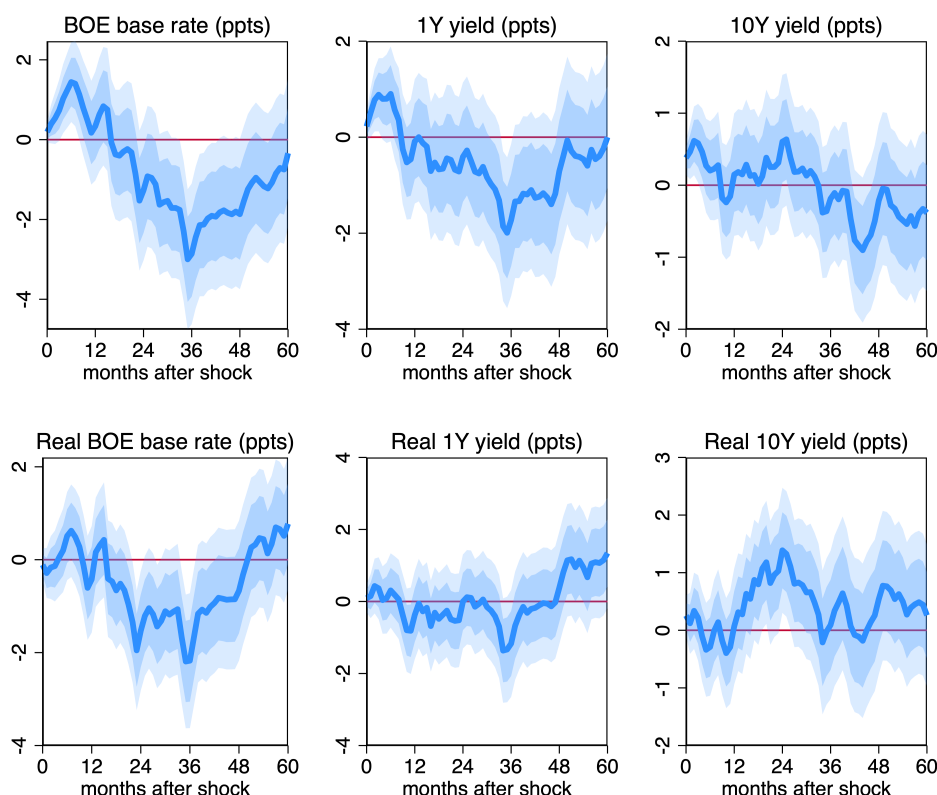 BOE base rate (ppts)
2
0
-2
-4
0 12 24 36 48 60
months after shock
1Y yield (ppts)
2
0
-2
-4
0 12 24 36 48 60
months after shock
10Y yield (ppts)
2
1
0
-1
-2
0 12 24 36 48 60
months after shock
Real BOE base rate (ppts)
2
0
-2
-4
0 12 24 36 48 60
months after shock
Real 1Y yield (ppts)
4
2
0
-2
-4
0 12 24 36 48 60
months after shock
Real 10Y yield (ppts)
3
2
1
0
-1
-2
0 12 24 36 48 60
months after shock